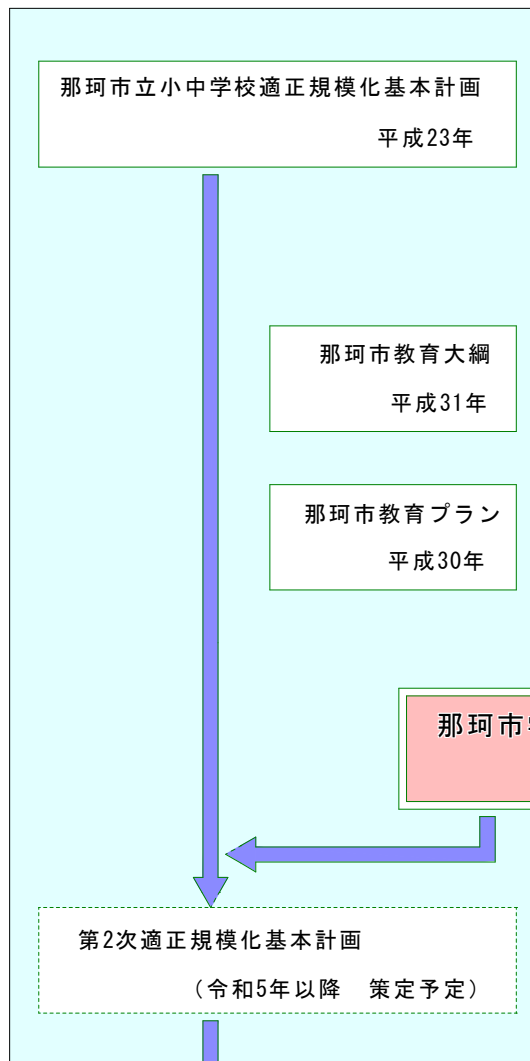 那珂市立小中学校適正規模化基本計画
平成23年
那珂市教育大綱
平成31年
那珂市教育プラン
平成30年
那珂市
第2次適正規模化基本計画
（令和5年以降　策定予定）